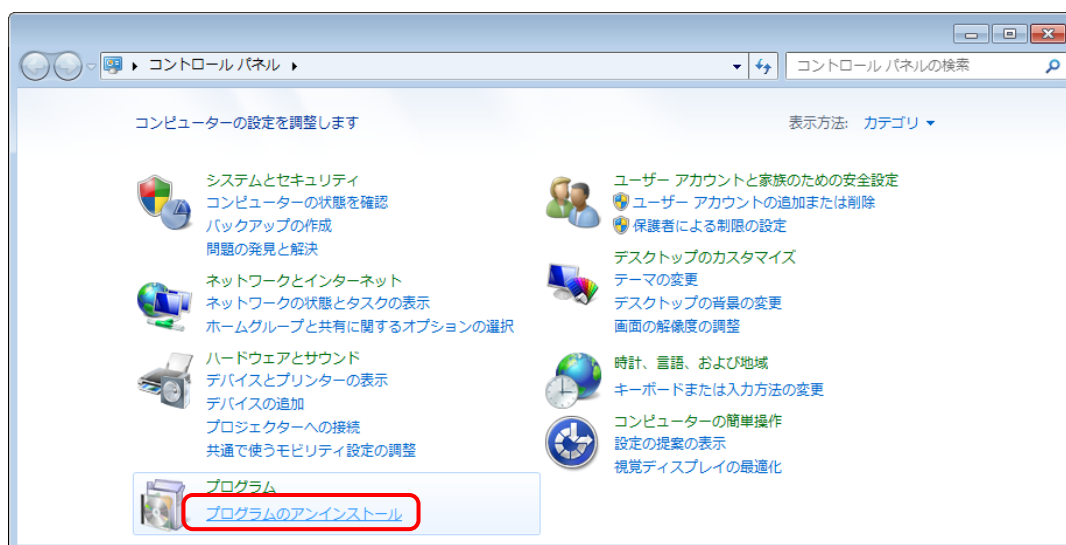 コントロール パネル
コントロール パネルの検索
コンピューターの設定を調整します
表示方法: カテゴリ
システムとセキュリティ
コンピューターの状態を確認
バックアップの作成
問題の発見と解決
ネットワークとインターネット
ネットワークの状態とタスクの表示
ホームグループと共有に関するオプションの選択
ハードウェアとサウンド
デバイスとプリンターの表示
デバイスの追加
プロジェクターへの接続
共通で使うモビリティ設定の調整
プログラム
プログラムのアンインストール
ユーザー アカウントと家族のための安全設定
ユーザー アカウントの追加または削除
保護者による制限の設定
デスクトップのカスタマイズ
テーマの変更
デスクトップの背景の変更
画面の解像度の調整
時計、言語、および地域
キーボードまたは入力方法の変更
コンピューターの簡単操作
設定の提案の表示
視覚ディスプレイの最適化